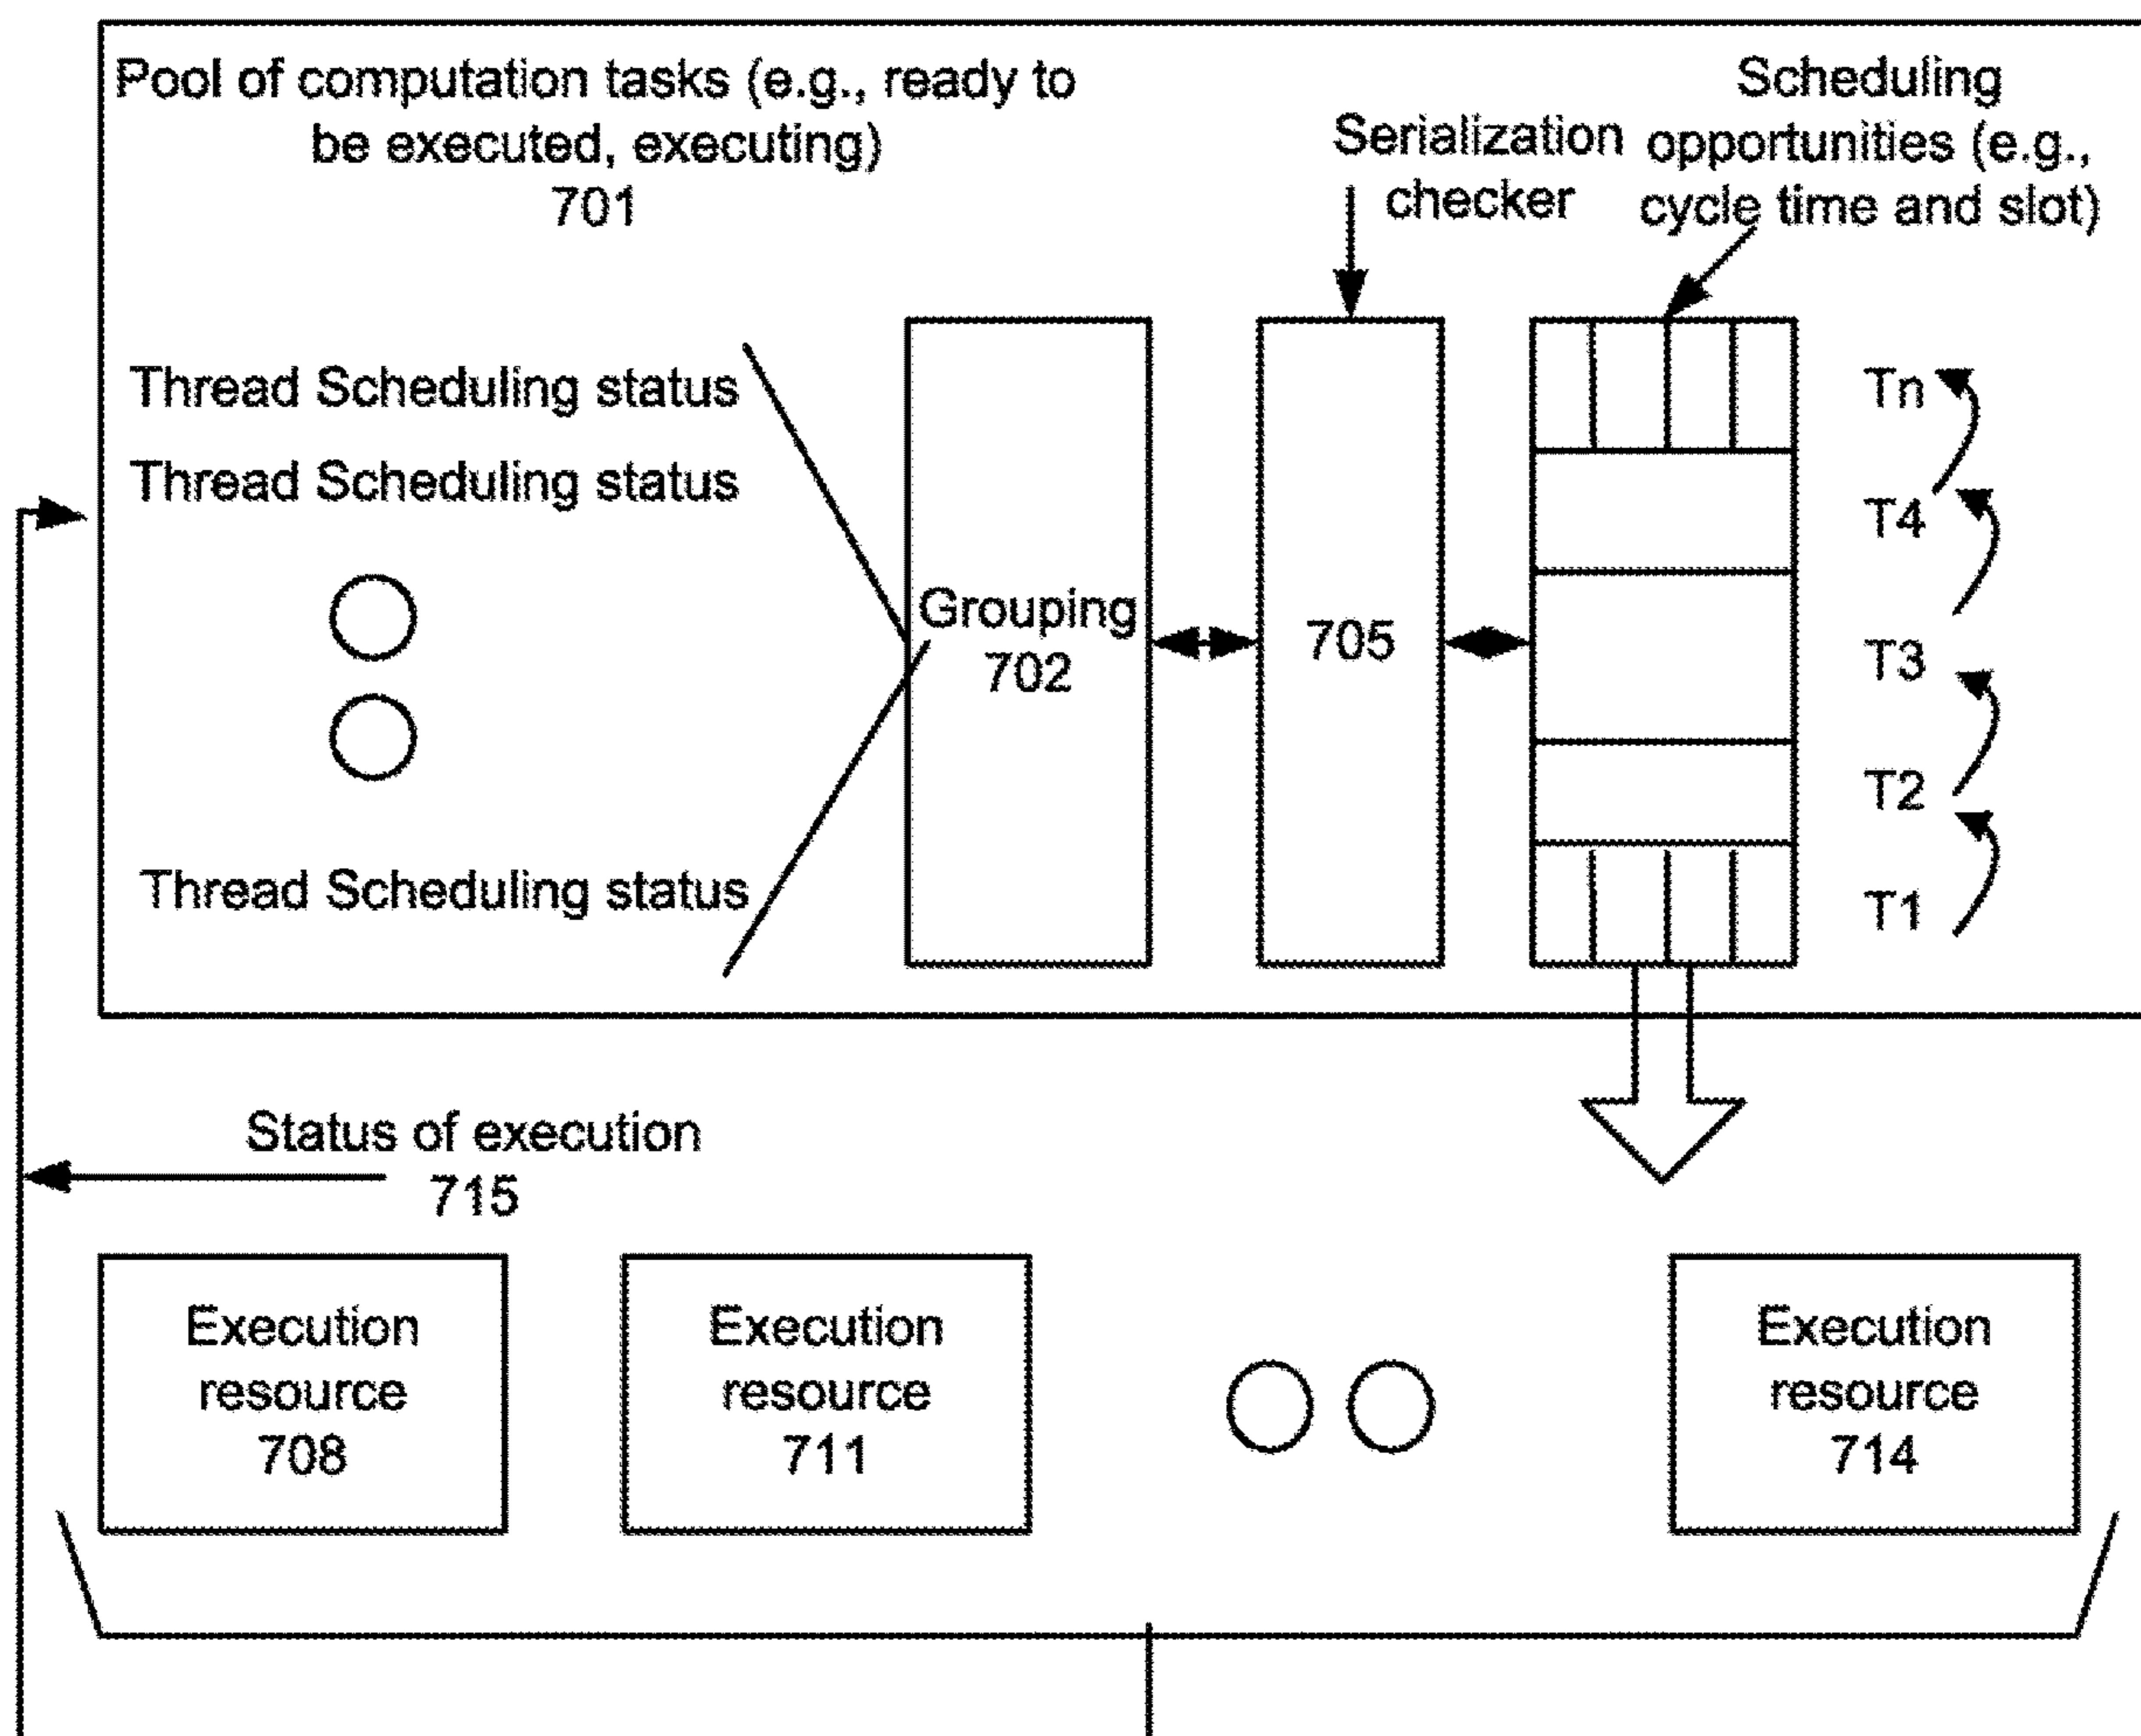 Pool of computation tasks (e.g., ready to
be executed, executing)
701
Serialization
checker
Scheduling
opportunities (e.g.,
cycle time and slot)
Thread Scheduling status
Thread Scheduling status
Thread Scheduling status
Grouping
702
705
Tn
T4
T3
T2
T1
Status of execution
715
Execution
resource
708
Execution
resource
711
Execution
resource
714